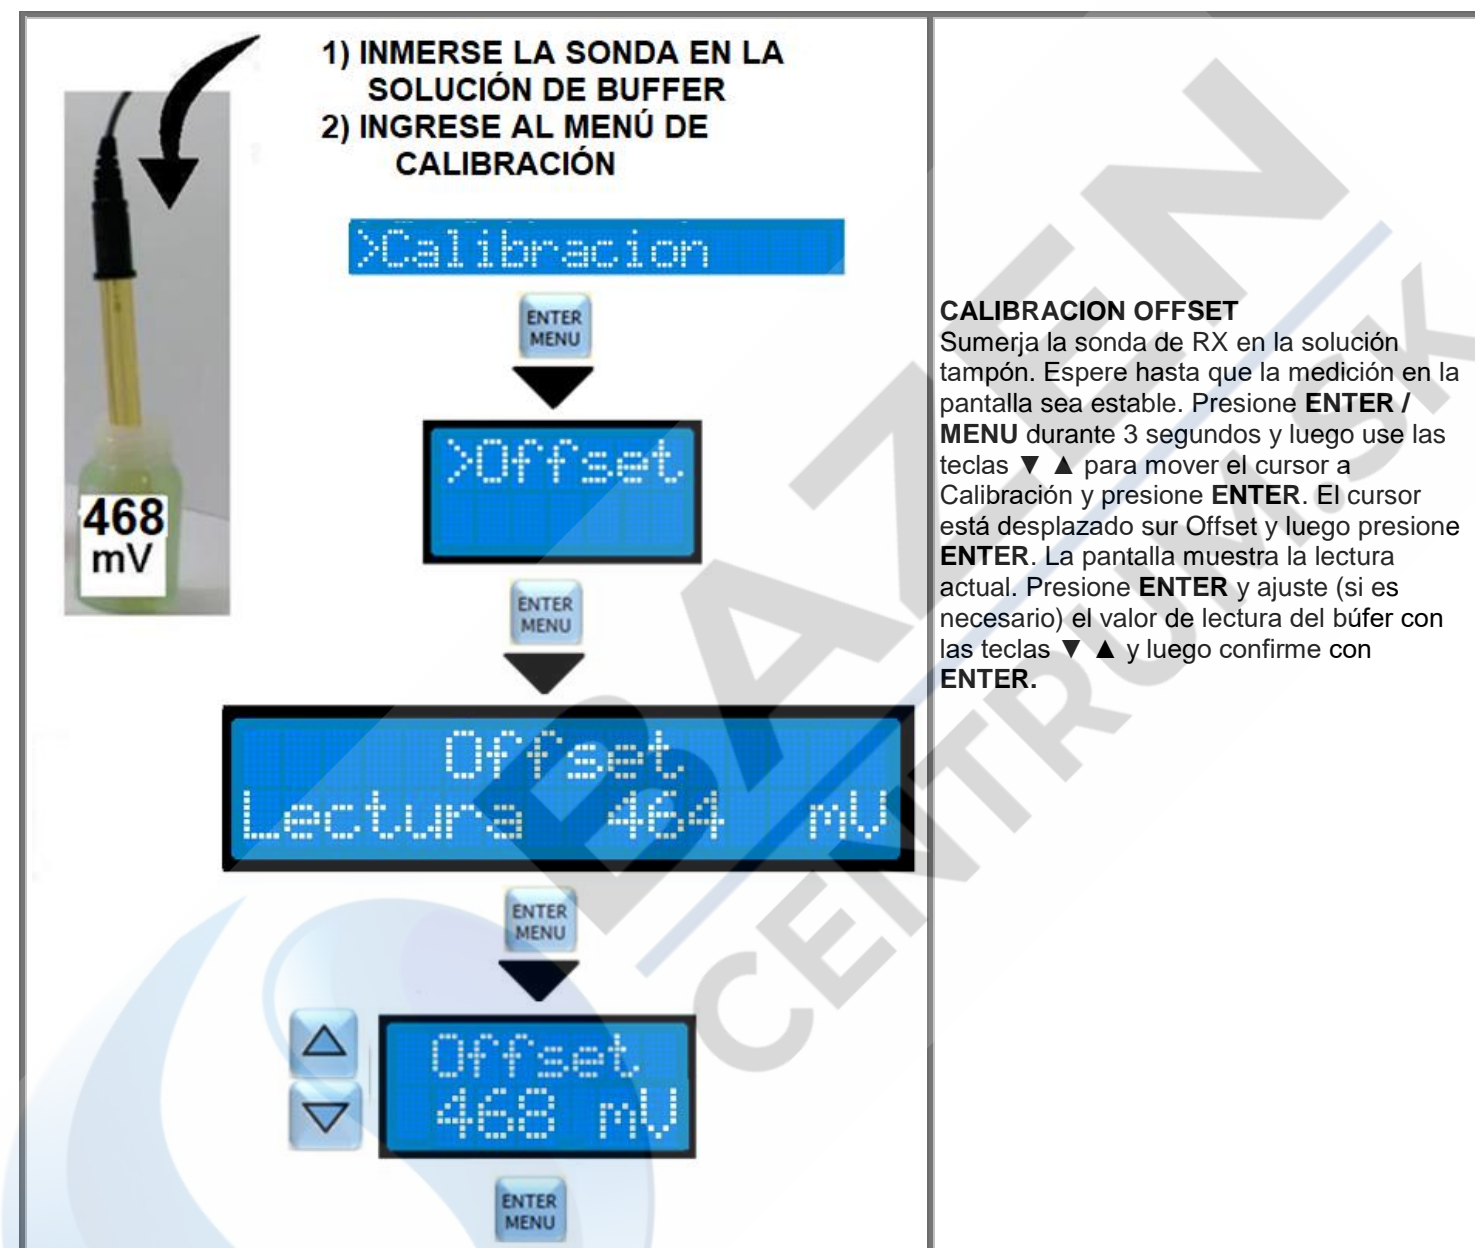 1) INMERSE LA SONDA EN LA
SOLUCIÓN DE BUFFER
2) INGRESE AL MENÚ DE
CALIBRACIÓN
468
mV
>Calibracion
ENTER
MENU
>Offset
ENTER
MENU
Offset
Lectura 464 mV
ENTER
MENU
Offset
468 mV
ENTER
MENU
CALIBRACION OFFSET
Sumerja la sonda de RX en la solución
tampón. Espere hasta que la medición en la
pantalla sea estable. Presione ENTER /
MENU durante 3 segundos y luego use las
teclas ▼ ▲ para mover el cursor a
Calibración y presione ENTER. El cursor
está desplazado sur Offset y luego presione
ENTER. La pantalla muestra la lectura
actual. Presione ENTER y ajuste (si es
necesario) el valor de lectura del búfer con
las teclas ▼ ▲ y luego confirme con
ENTER.
BAZEN
CENTRUM.SK